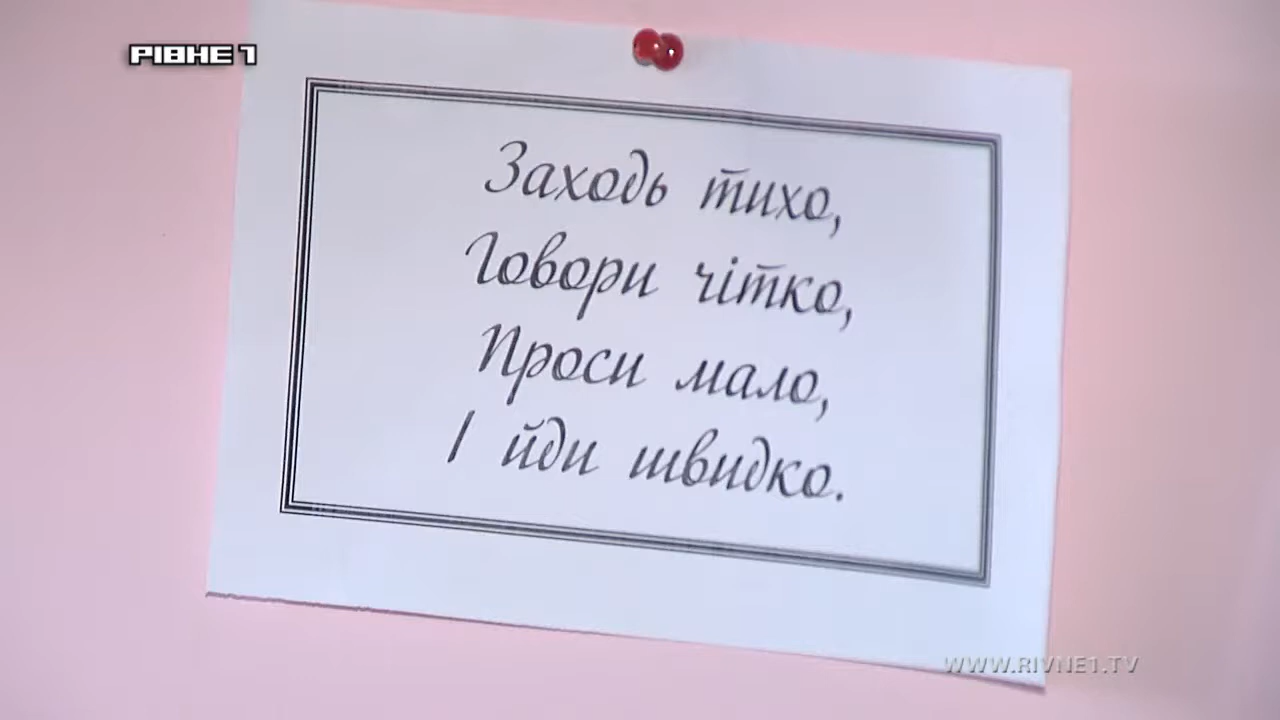 РІВНЕ 1
Заходь тихо,
Говори чітко,
Проси мало,
І йди швидко.
WWW.RIVNE1.TV